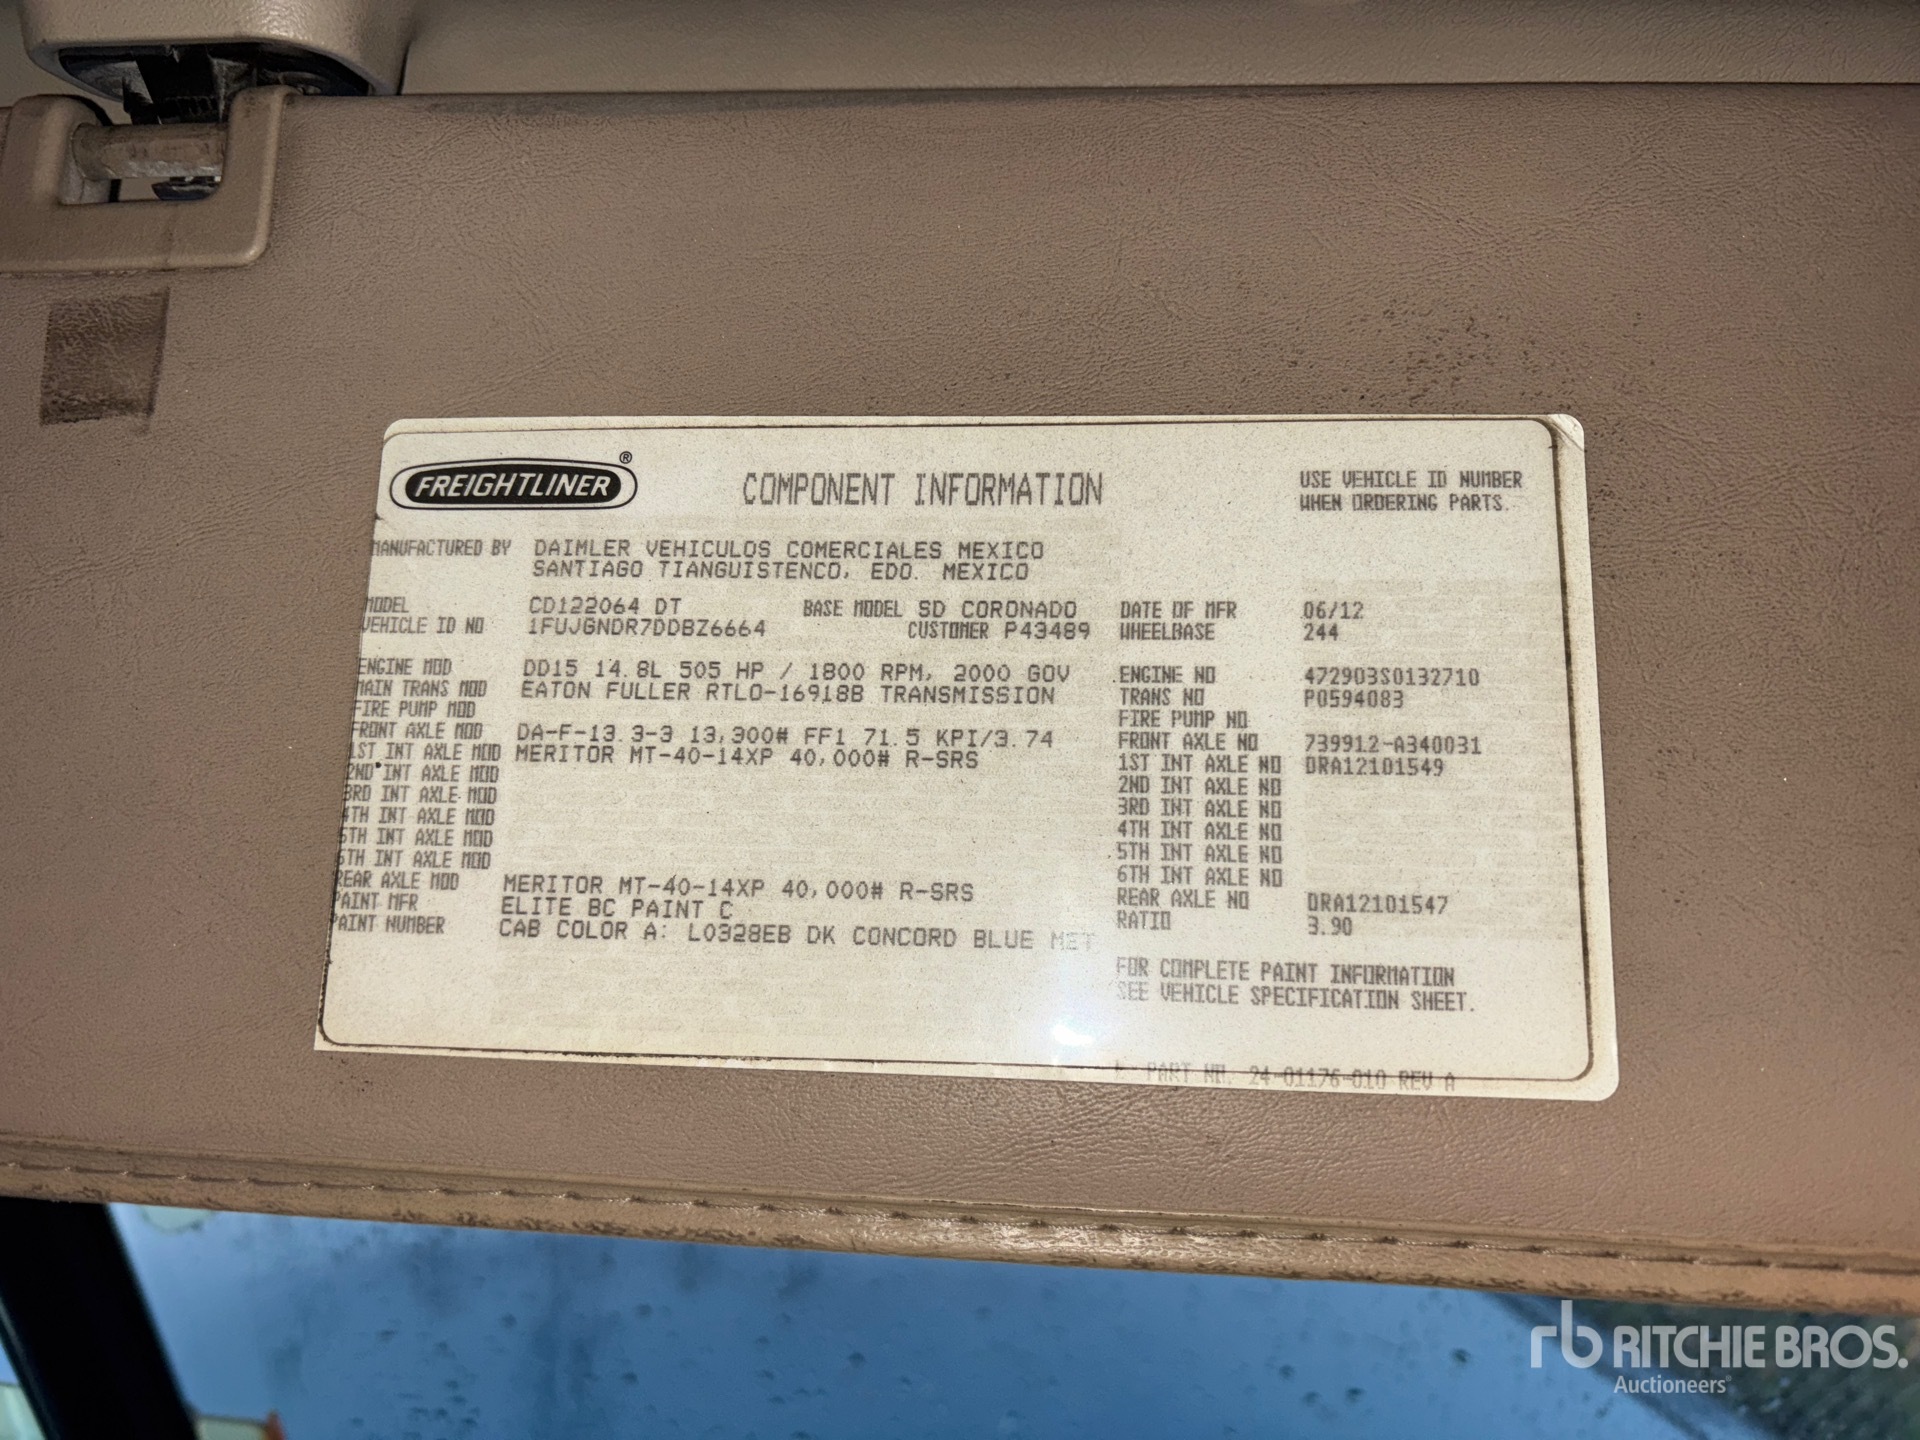 FREIGHTLINER ®
COMPONENT INFORMATION
USE VEHICLE ID NUMBER
WHEN ORDERING PARTS.
MANUFACTURED BY DAIMLER VEHICULOS COMERCIALES MEXICO
SANTIAGO TIANGUISTENCO, EDO. MEXICO
MODEL CD122064 DT BASE MODEL SD CORONADO DATE OF MFR 06/12
VEHICLE ID NO 1FUJGNDR7DDBZ6664 CUSTOMER P43489 WHEELBASE 244
ENGINE MOD DD15 14.8L 505 HP / 1800 RPM, 2000 GOV ENGINE NO 472903S0132710
MAIN TRANS MOD EATON FULLER RTLO-16918B TRANSMISSION TRANS NO P0594083
FIRE PUMP MOD FIRE PUMP NO
FRONT AXLE MOD DA-F-13.3-3 13,300# FF1 71.5 KPI/3.74 FRONT AXLE NO 739912-A340031
1ST INT AXLE MOD MERITOR MT-40-14XP 40,000# R-SRS 1ST INT AXLE NO DRA12101549
2ND INT AXLE MOD 2ND INT AXLE NO
3RD INT AXLE MOD 3RD INT AXLE NO
4TH INT AXLE MOD 4TH INT AXLE NO
5TH INT AXLE MOD 5TH INT AXLE NO
6TH INT AXLE MOD 6TH INT AXLE NO
REAR AXLE MOD MERITOR MT-40-14XP 40,000# R-SRS REAR AXLE NO DRA12101547
PAINT MFR ELITE BC PAINT C RATIO 3.90
PAINT NUMBER CAB COLOR A: L0328EB DK CONCORD BLUE MET
FOR COMPLETE PAINT INFORMATION
SEE VEHICLE SPECIFICATION SHEET.
PART NM. 24-01176-010 REV A
rb RITCHIE BROS.
Auctioneers